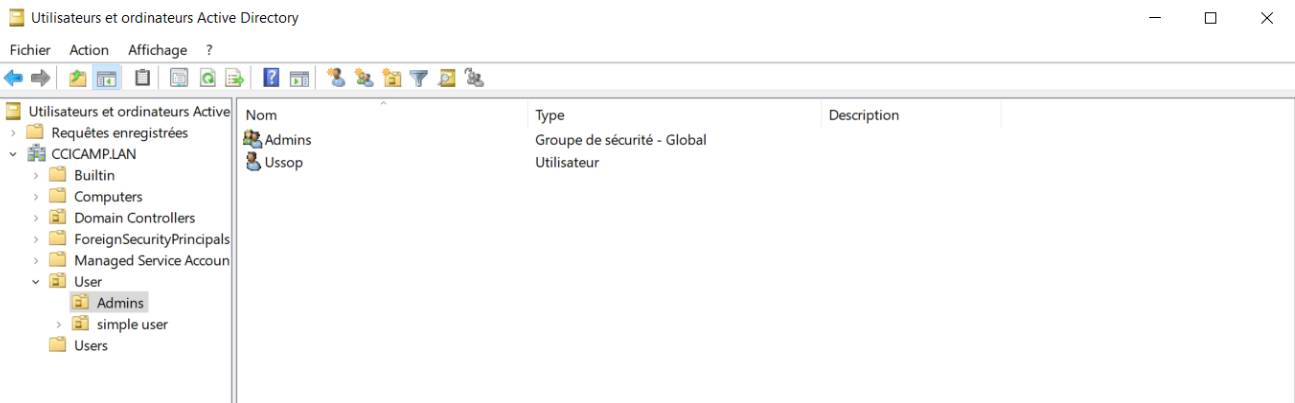 Utilisateurs et ordinateurs Active Directory
Fichier Action Affichage ?
Utilisateurs et ordinateurs Active
Requêtes enregistrées
CCICAMP.LAN
Builtin
Computers
Domain Controllers
ForeignSecurityPrincipals
Managed Service Accoun
User
Admins
simple user
Users
Nom Type Description
Admins Groupe de sécurité - Global
Ussop Utilisateur